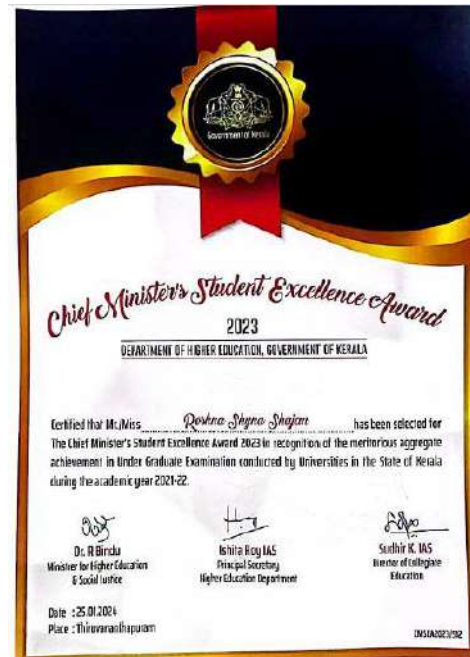 Government of Kerala
Chief Minister's Student Excellence Award
2023
DEPARTMENT OF HIGHER EDUCATION, GOVERNMENT OF KERALA
Certified that Mr./Miss Roshna Shyna Shajan has been selected for
The Chief Minister's Student Excellence Award 2023 in recognition of the meritorious aggregate
achievement in Under Graduate Examination conducted by Universities in the State of Kerala
during the academic year 2021-22.
Dr. R Bindu
Minister for Higher Education
& Social Justice
Ishita Roy IAS
Principal Secretary
Higher Education Department
Sudhir K. IAS
Director of Collegiate
Education
Date : 25.01.2024
Place : Thiruvananthapuram